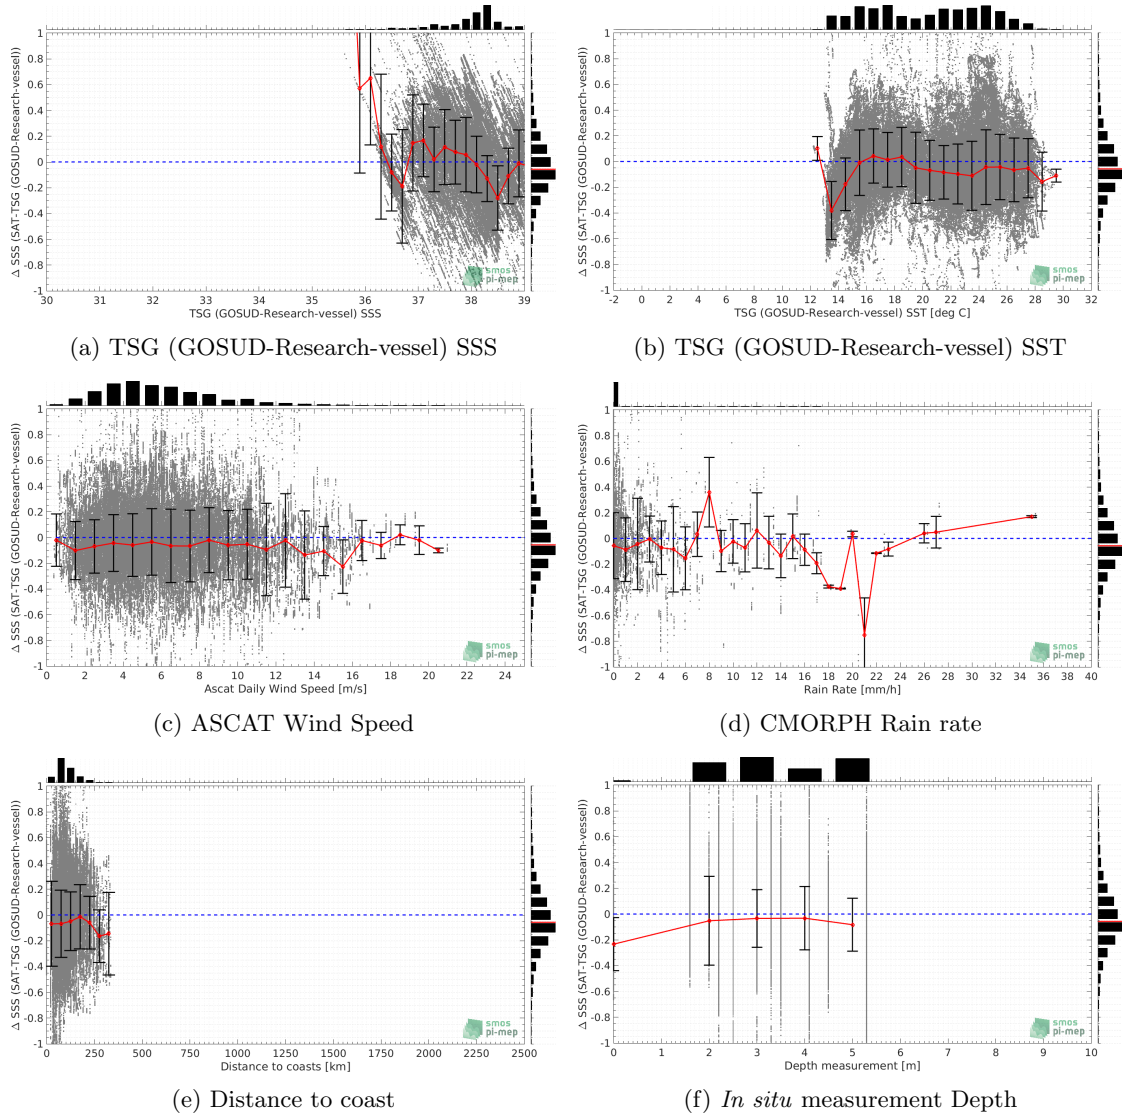 1
0.8
0.6
0.4
0.2
0
-0.2
-0.4
-0.6
-0.8
-1
Δ SSS (SAT-TSG (GOSUD-Research-vessel))
smos
pi-mep
30 31 32 33 34 35 36 37 38 39
TSG (GOSUD-Research-vessel) SSS
(a) TSG (GOSUD-Research-vessel) SSS
1
0.8
0.6
0.4
0.2
0
-0.2
-0.4
-0.6
-0.8
-1
Δ SSS (SAT-TSG (GOSUD-Research-vessel))
smos
pi-mep
-2 0 2 4 6 8 10 12 14 16 18 20 22 24 26 28 30 32
TSG (GOSUD-Research-vessel) SST [deg C]
(b) TSG (GOSUD-Research-vessel) SST
1
0.8
0.6
0.4
0.2
0
-0.2
-0.4
-0.6
-0.8
-1
Δ SSS (SAT-TSG (GOSUD-Research-vessel))
smos
pi-mep
0 2 4 6 8 10 12 14 16 18 20 22 24
Ascat Daily Wind Speed [m/s]
(c) ASCAT Wind Speed
1
0.8
0.6
0.4
0.2
0
-0.2
-0.4
-0.6
-0.8
-1
Δ SSS (SAT-TSG (GOSUD-Research-vessel))
smos
pi-mep
0 2 4 6 8 10 12 14 16 18 20 22 24 26 28 30 32 34 36 38 40
Rain Rate [mm/h]
(d) CMORPH Rain rate
1
0.8
0.6
0.4
0.2
0
-0.2
-0.4
-0.6
-0.8
-1
Δ SSS (SAT-TSG (GOSUD-Research-vessel))
smos
pi-mep
0 250 500 750 1000 1250 1500 1750 2000 2250 2500
Distance to coasts [km]
(e) Distance to coast
1
0.8
0.6
0.4
0.2
0
-0.2
-0.4
-0.6
-0.8
-1
Δ SSS (SAT-TSG (GOSUD-Research-vessel))
smos
pi-mep
0 1 2 3 4 5 6 7 8 9 10
Depth measurement [m]
(f) In situ measurement Depth